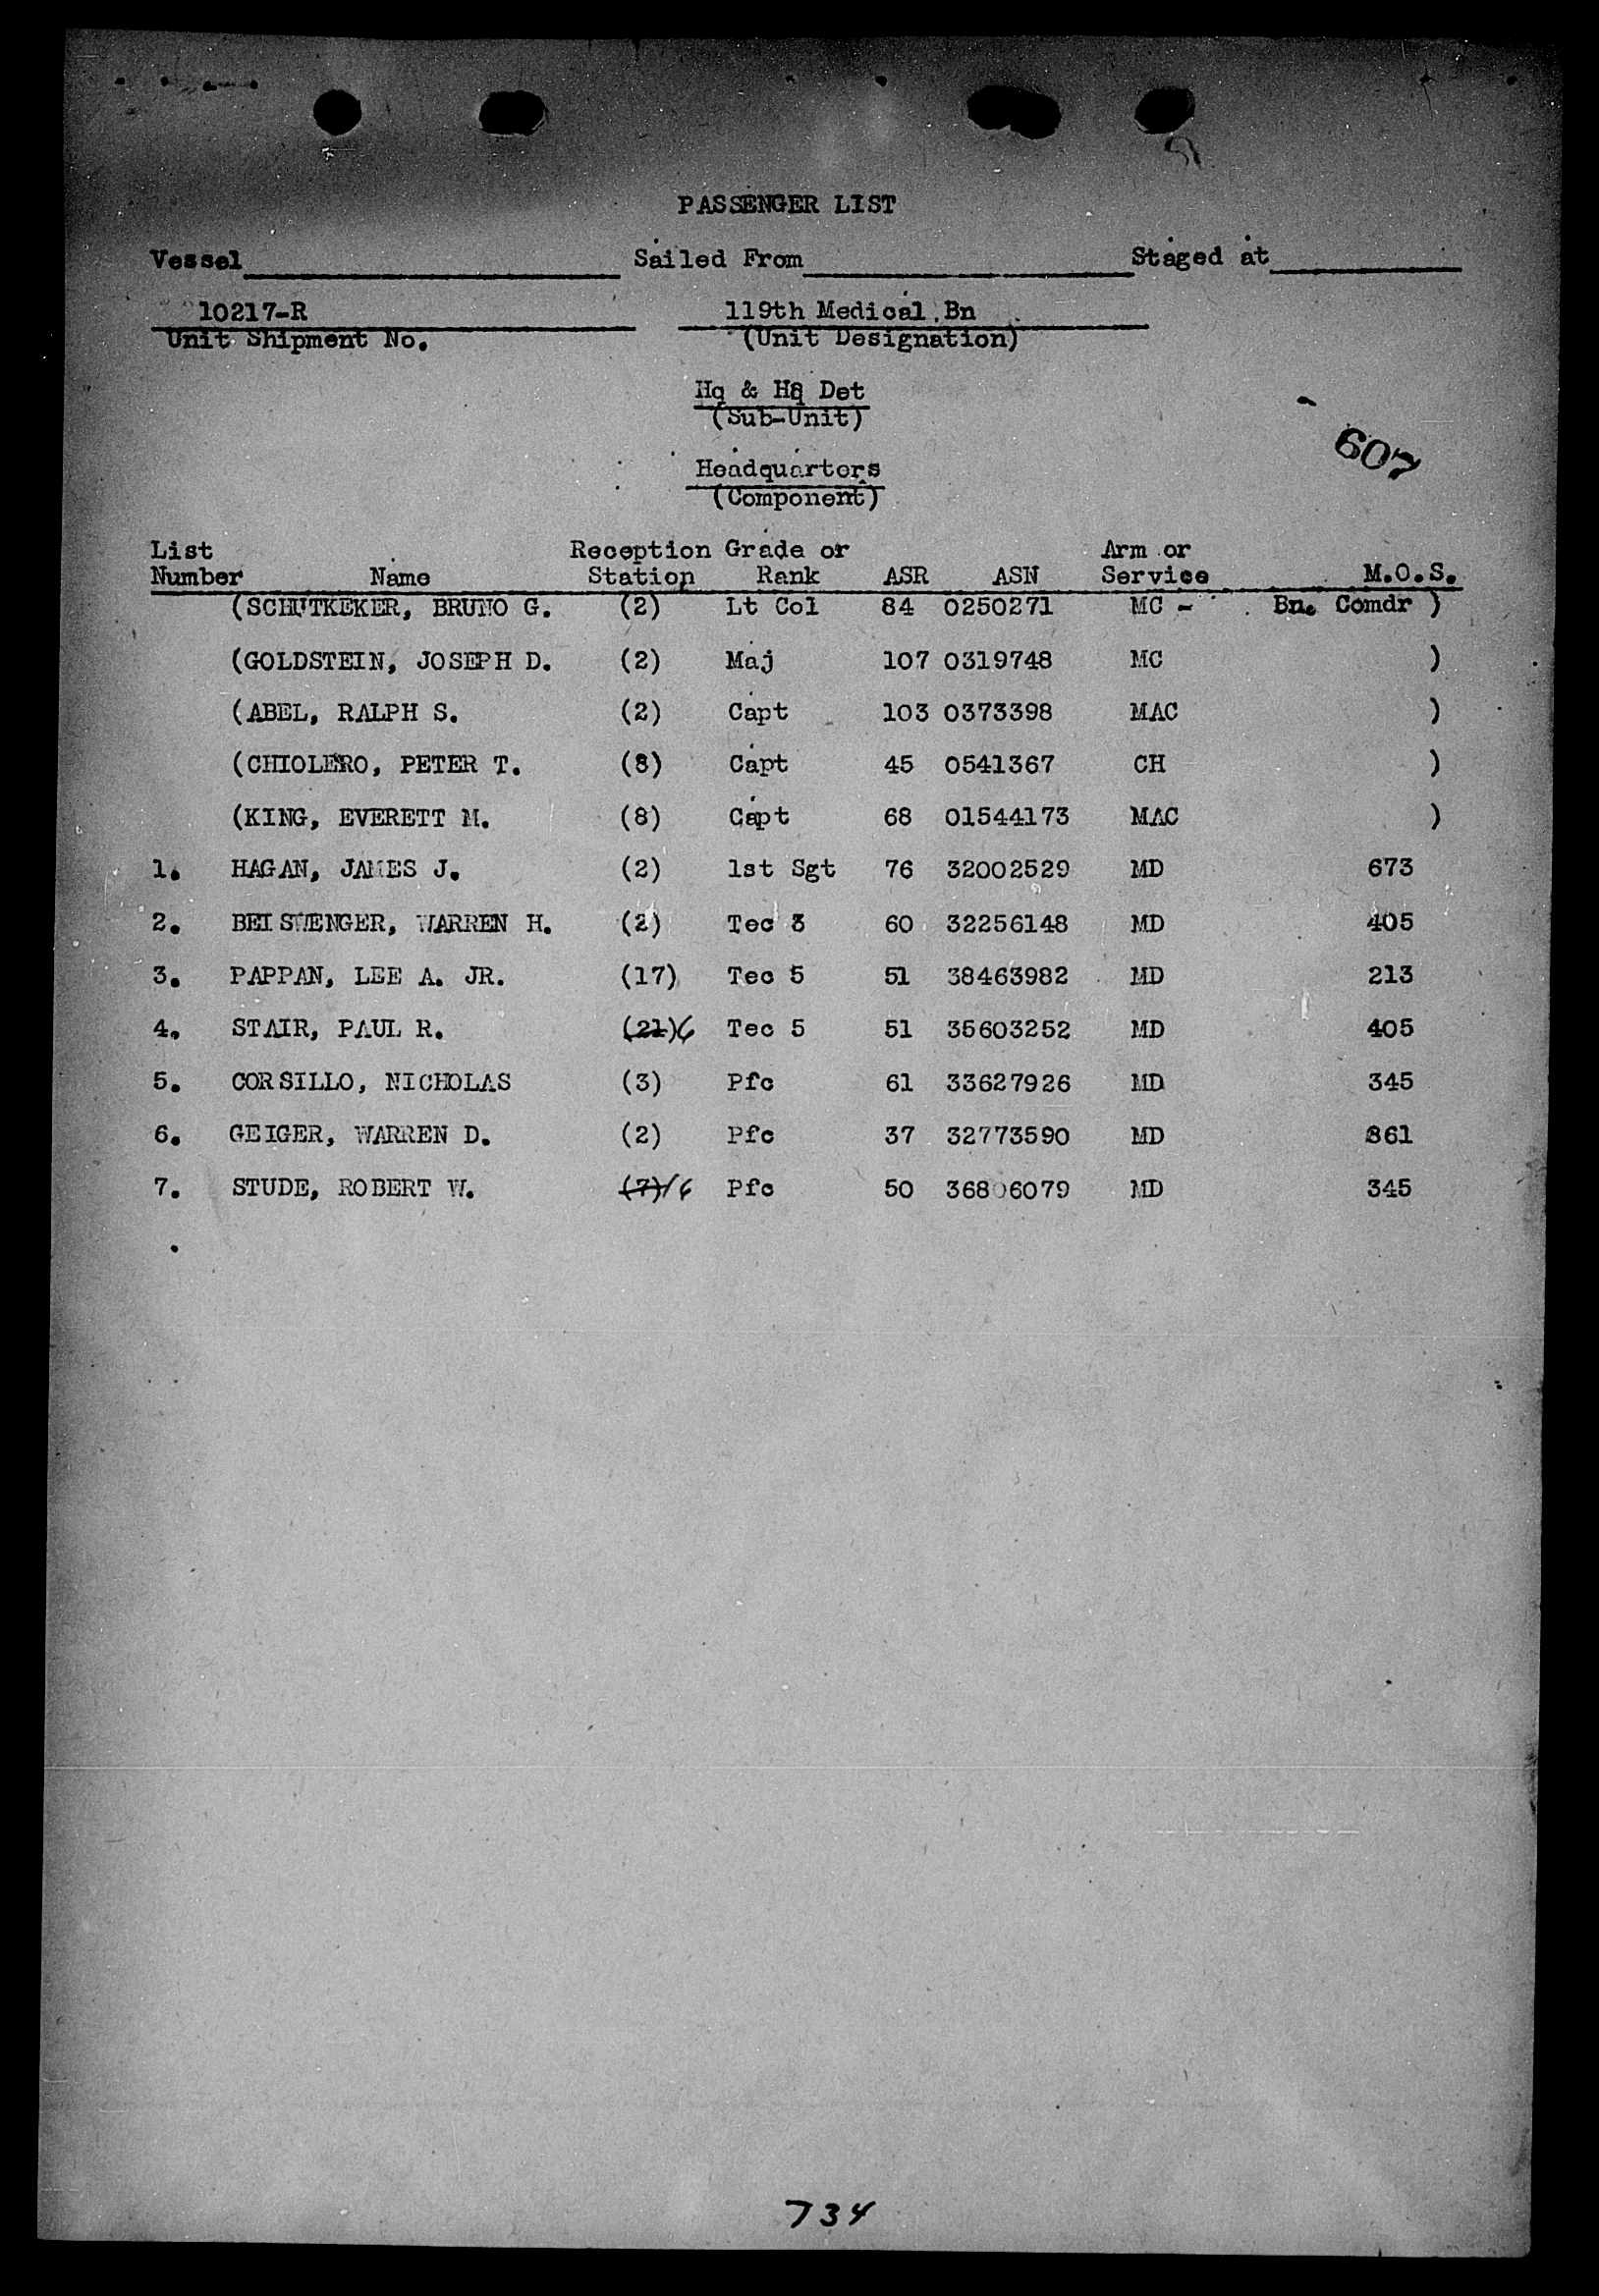 PASSENGER LIST
Vessel Sailed From Staged at
10217-R 119th Medical Bn
Unit Shipment No. (Unit Designation)
Hq & Hq Det
(Sub-Unit)
607
Headquarters
(Component)
List Reception Grade or Arm or
Number Name Station Rank ASR ASN Service M.O.S.
(SCHUTKEKER, BRUNO G. (2) Lt Col 84 0250271 MC - Bn. Comdr )
(GOLDSTEIN, JOSEPH D. (2) Maj 107 0319748 MC )
(ABEL, RALPH S. (2) Capt 103 0373398 MAC )
(CHIOLERO, PETER T. (8) Capt 45 0541367 CH )
(KING, EVERETT M. (8) Capt 68 01544173 MAC )
1. HAGAN, JAMES J. (2) 1st Sgt 76 32002529 MD 673
2. BEISWENGER, WARREN H. (2) Tec 3 60 32256148 MD 405
3. PAPPAN, LEE A. JR. (17) Tec 5 51 38463982 MD 213
4. STAIR, PAUL R. (21) 6 Tec 5 51 35603252 MD 405
5. CORSILLO, NICHOLAS (3) Pfc 61 33627926 MD 345
6. GEIGER, WARREN D. (2) Pfc 37 32773590 MD 861
7. STUDE, ROBERT W. (7) 16 Pfc 50 36806079 MD 345
734